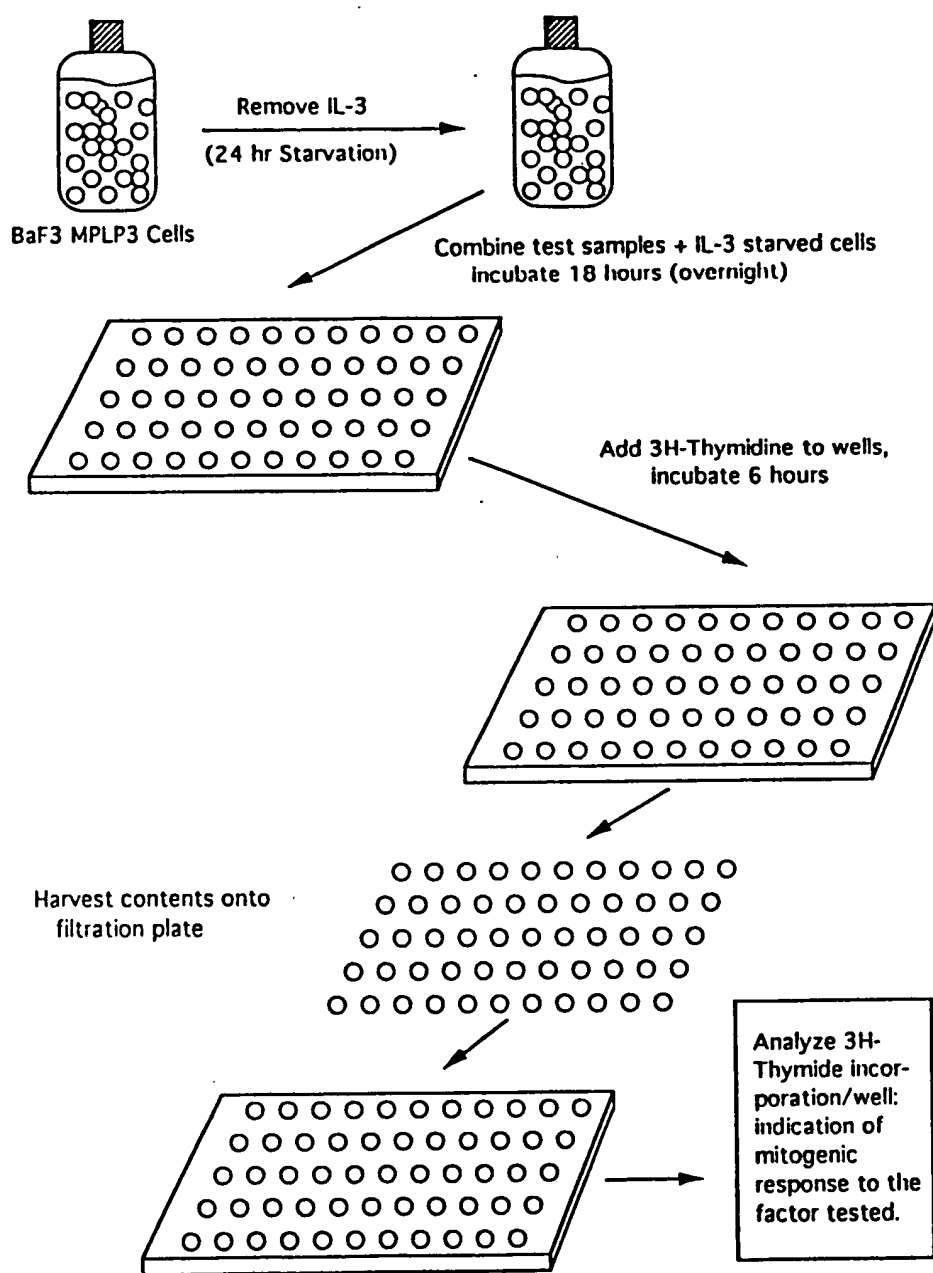 Remove IL-3
(24 hr Starvation)
BaF3 MPLP3 Cells
Combine test samples + IL-3 starved cells
incubate 18 hours (overnight)
Add 3H-Thymidine to wells,
incubate 6 hours
Harvest contents onto
filtration plate
Analyze 3H-
Thymide incor-
poration/well:
indication of
mitogenic
response to the
factor tested.